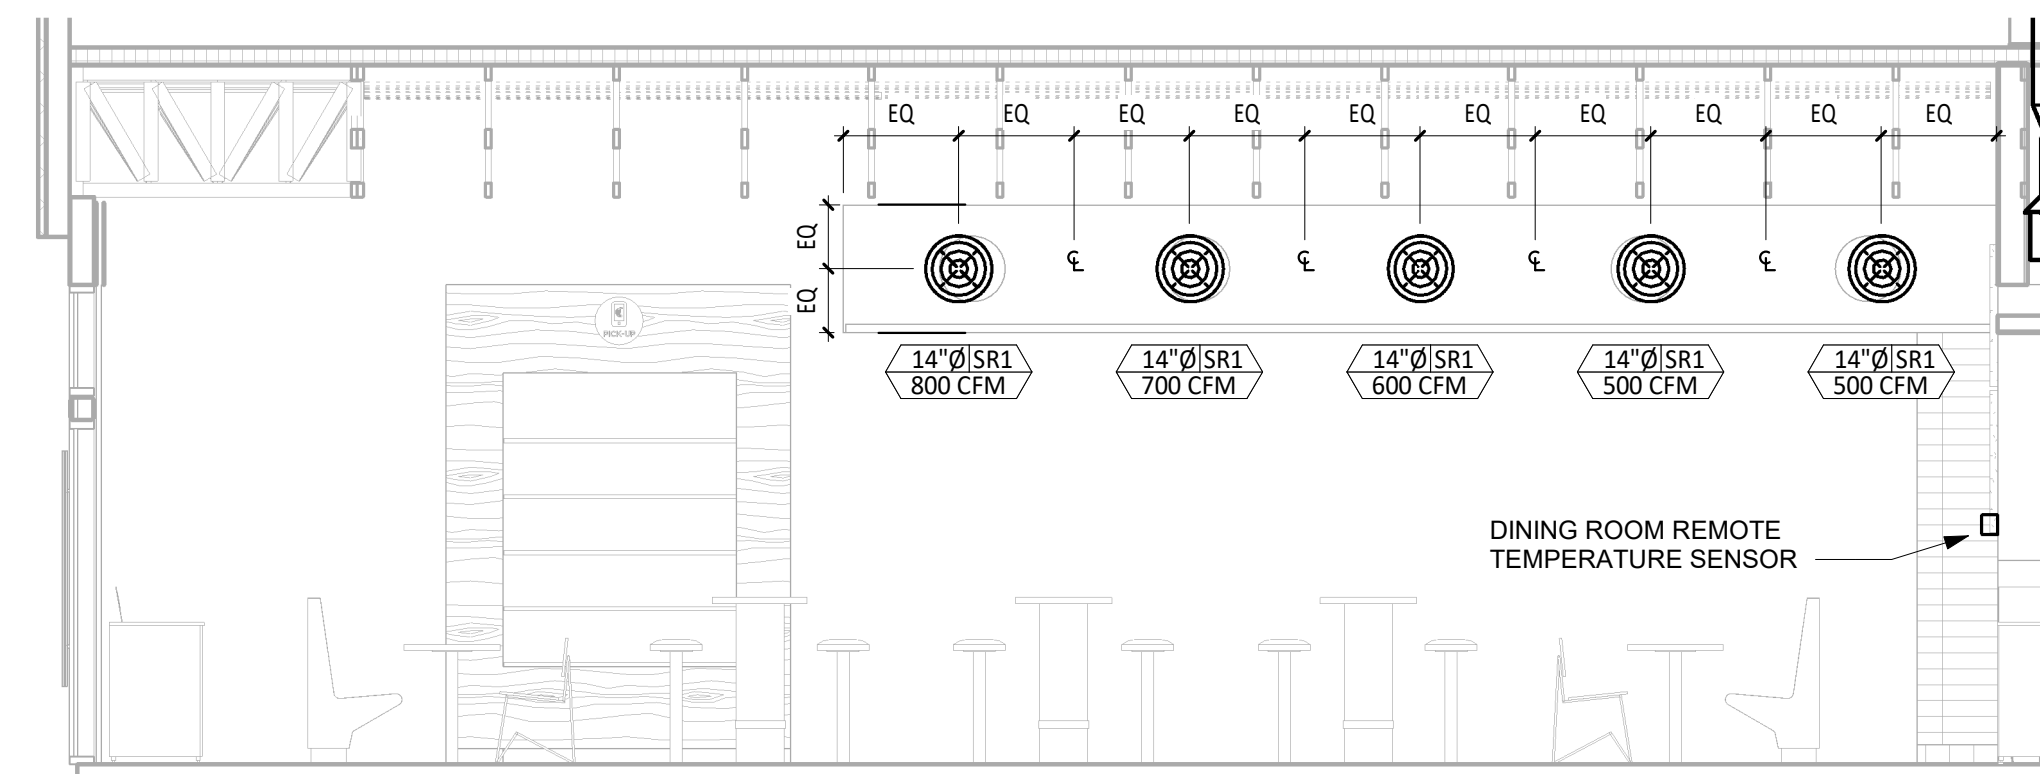 EQ EQ EQ EQ EQ EQ EQ EQ EQ EQ
EQ
EQ
℄ ℄ ℄ ℄
PICK-UP
14"Ø SR1
800 CFM
14"Ø SR1
700 CFM
14"Ø SR1
600 CFM
14"Ø SR1
500 CFM
14"Ø SR1
500 CFM
DINING ROOM REMOTE
TEMPERATURE SENSOR